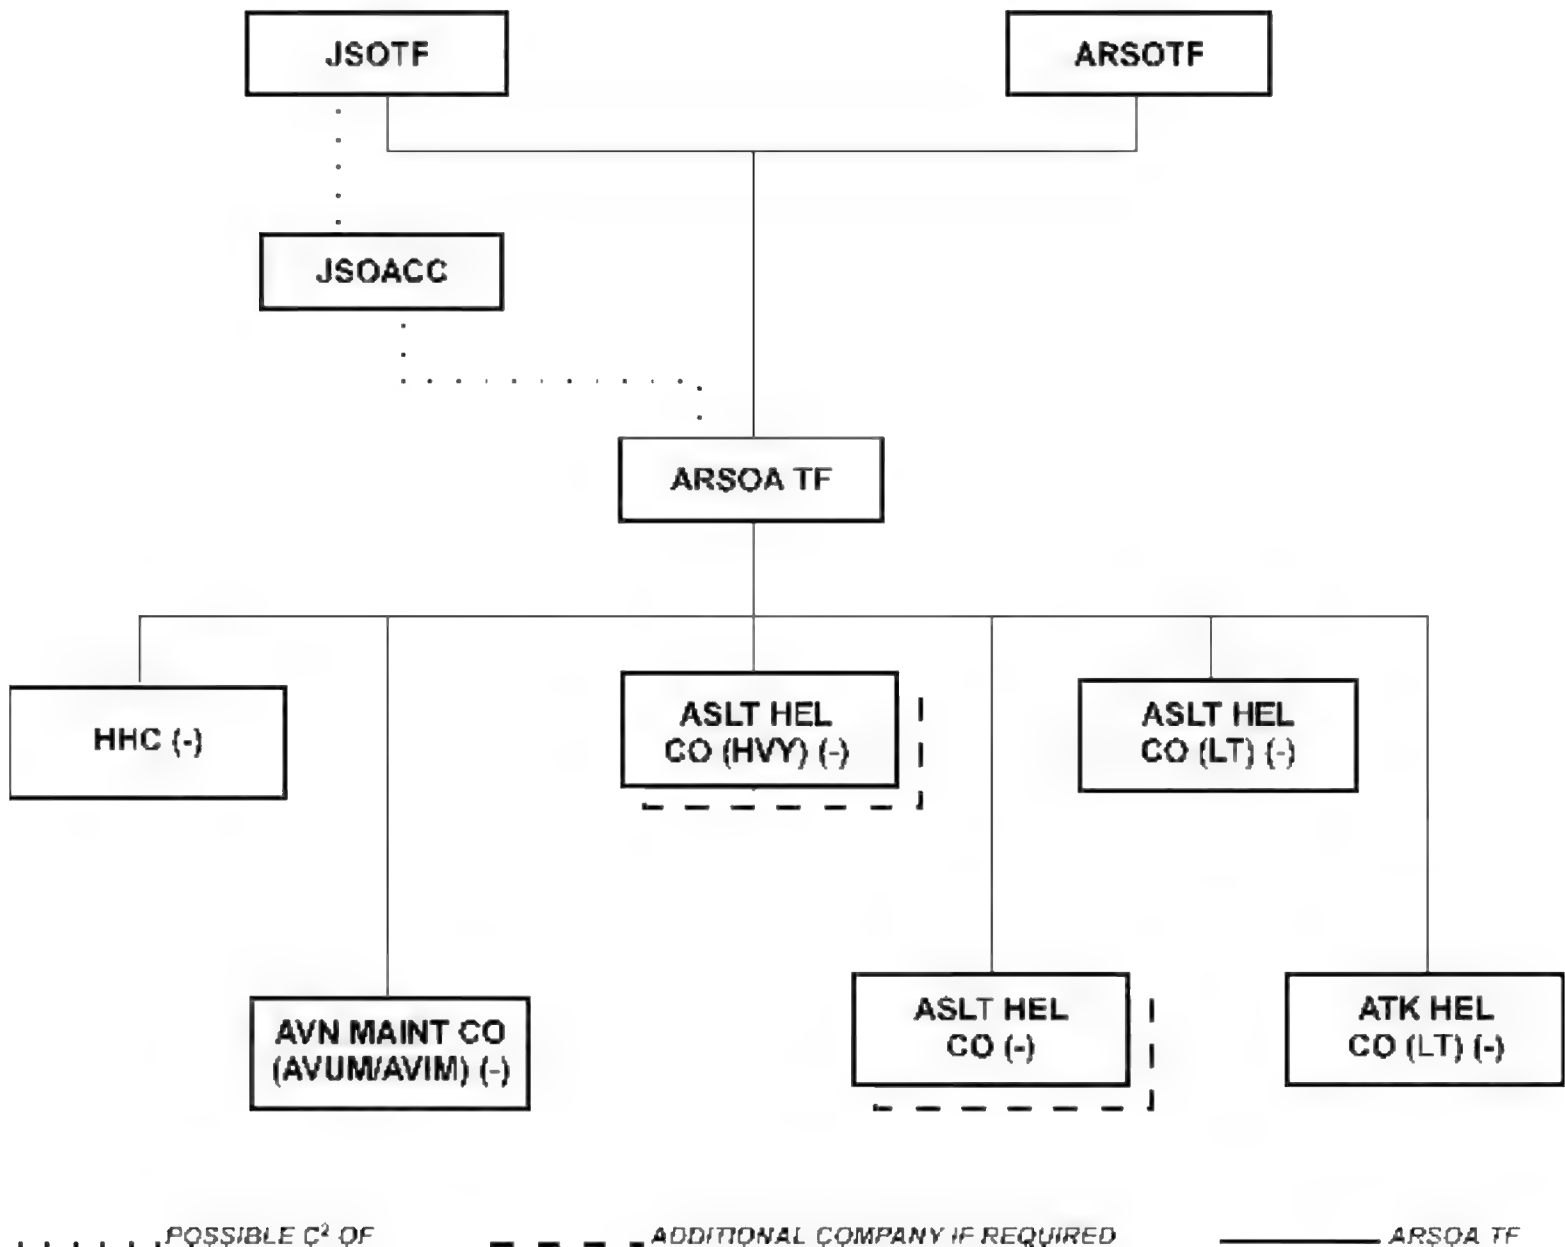 JSOTF
ARSOTF
JSOACC
ARSOA TF
HHC (-)
ASLT HEL
CO (HVY) (-)
ASLT HEL
CO (LT) (-)
AVN MAINT CO
(AVUM/AVIM) (-)
ASLT HEL
CO (-)
ATK HEL
CO (LT) (-)
POSSIBLE C² OF
ADDITIONAL COMPANY IF REQUIRED
ARSOA TF